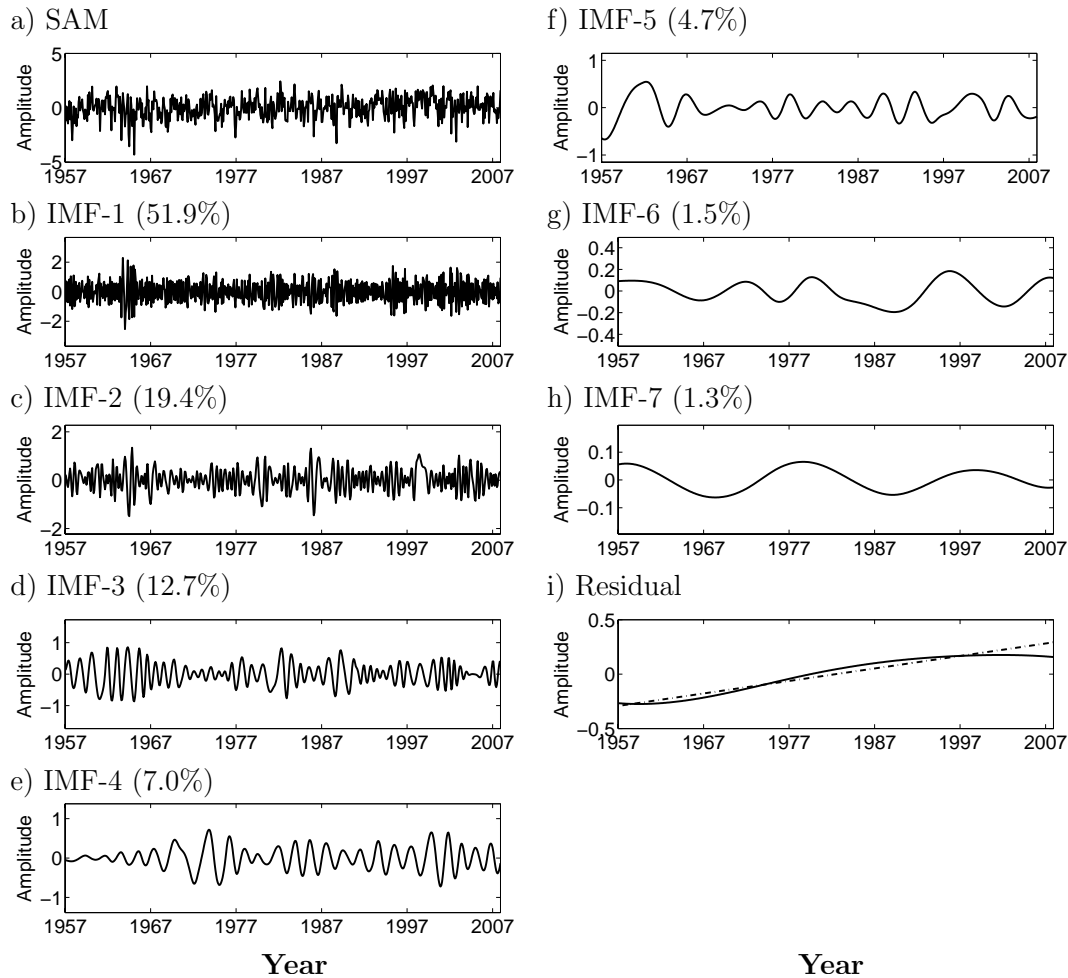 a) SAM
Amplitude
5
0
−5
1957 1967 1977 1987 1997 2007
b) IMF-1 (51.9%)
Amplitude
2
0
−2
1957 1967 1977 1987 1997 2007
c) IMF-2 (19.4%)
Amplitude
2
0
−2
1957 1967 1977 1987 1997 2007
d) IMF-3 (12.7%)
Amplitude
1
0
−1
1957 1967 1977 1987 1997 2007
e) IMF-4 (7.0%)
Amplitude
1
0
−1
1957 1967 1977 1987 1997 2007
Year
f) IMF-5 (4.7%)
Amplitude
1
0
−1
1957 1967 1977 1987 1997 2007
g) IMF-6 (1.5%)
Amplitude
0.4
0.2
0
−0.2
−0.4
1957 1967 1977 1987 1997 2007
h) IMF-7 (1.3%)
Amplitude
0.1
0
−0.1
1957 1967 1977 1987 1997 2007
i) Residual
Amplitude
0.5
0
−0.5
1957 1967 1977 1987 1997 2007
Year